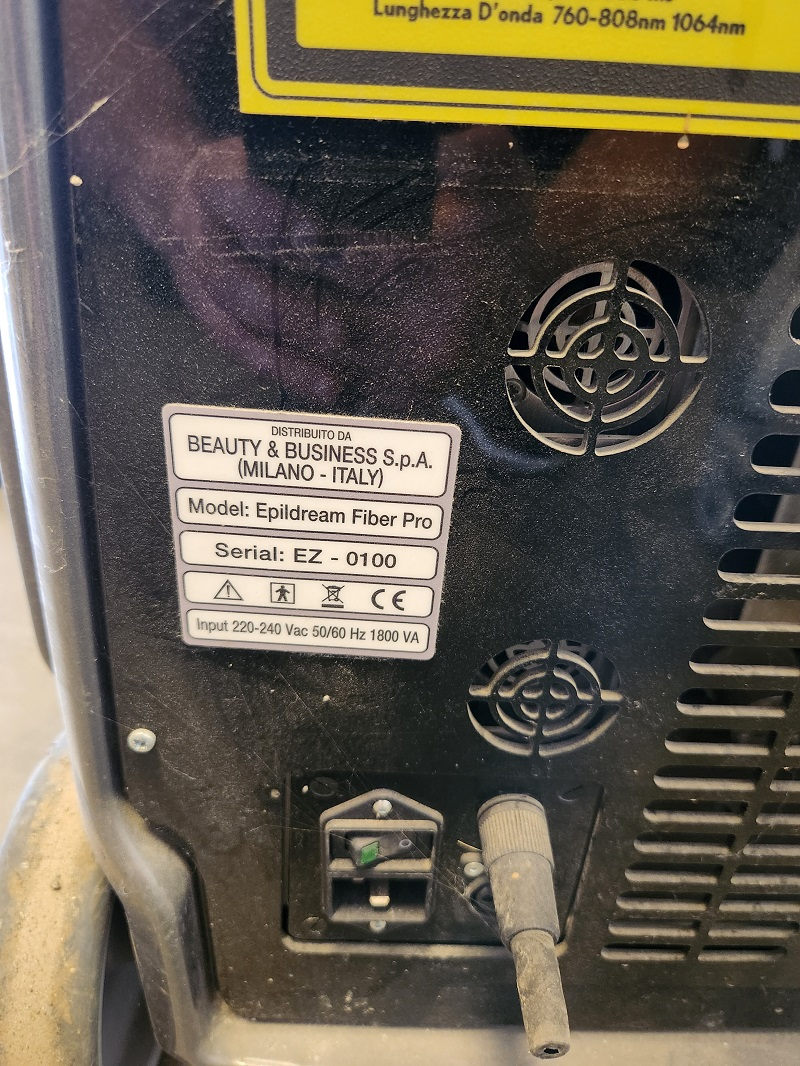 Lunghezza D'onda 760-808nm 1064nm
DISTRIBUITO DA
BEAUTY & BUSINESS S.p.A.
(MILANO - ITALY)
Model: Epildream Fiber Pro
Serial: EZ - 0100
CE
Input 220-240 Vac 50/60 Hz 1800 VA